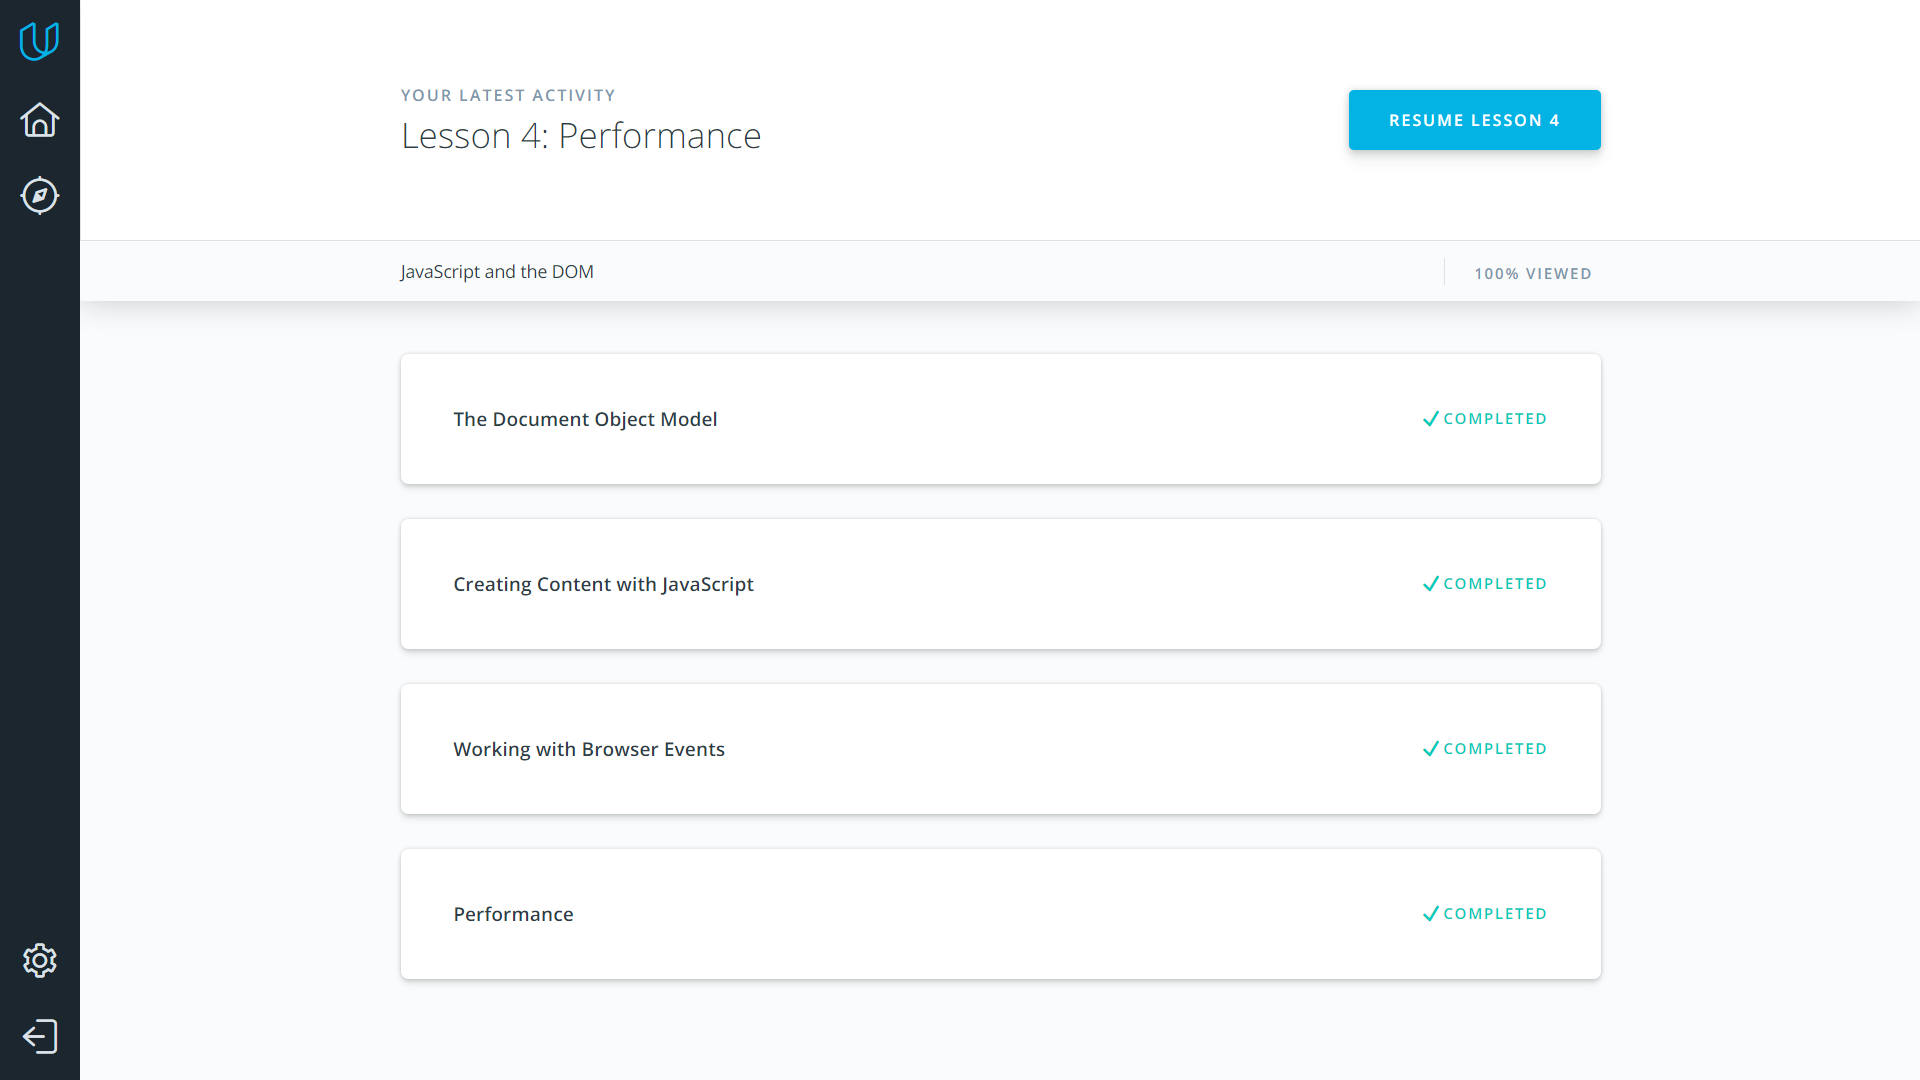 YOUR LATEST ACTIVITY
Lesson 4: Performance
RESUME LESSON 4
JavaScript and the DOM
100% VIEWED
The Document Object Model
COMPLETED
Creating Content with JavaScript
COMPLETED
Working with Browser Events
COMPLETED
Performance
COMPLETED